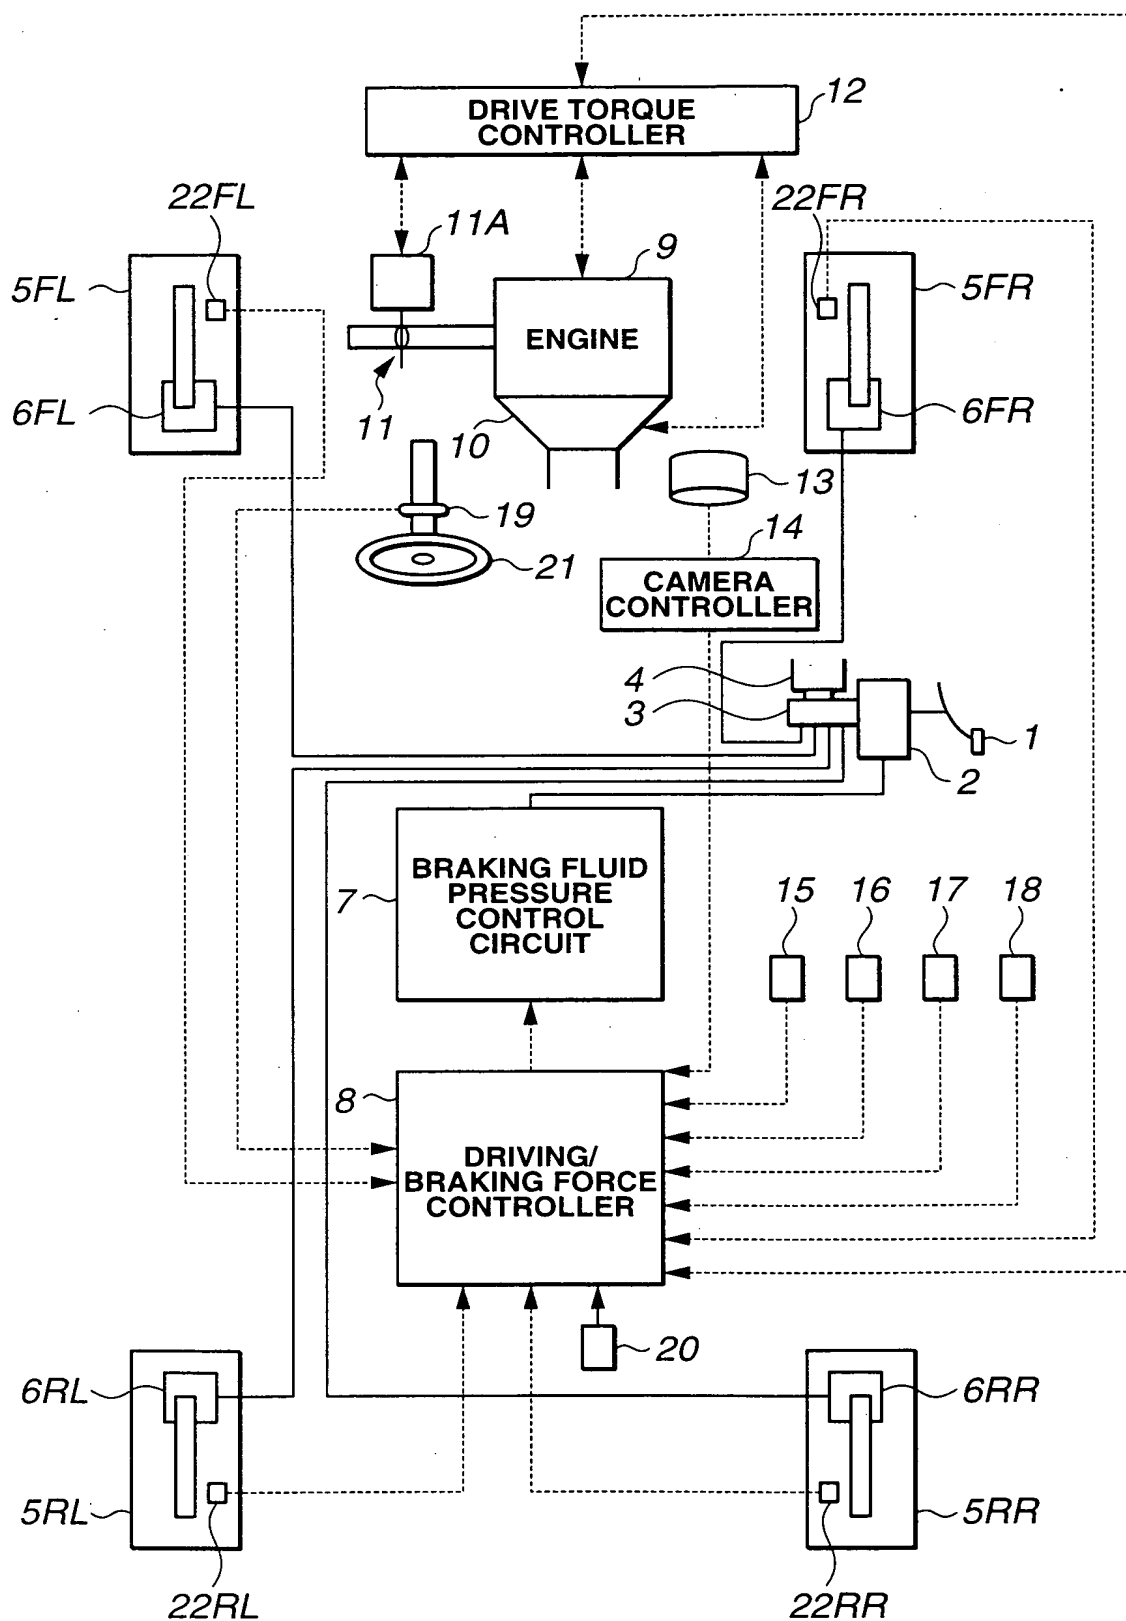 12
DRIVE TORQUE
CONTROLLER
22FL
22FR
11A
9
5FL
5FR
ENGINE
6FL
11
10
6FR
13
19
14
21
CAMERA
CONTROLLER
4
3
1
2
BRAKING FLUID
PRESSURE
CONTROL
CIRCUIT
7
15
16
17
18
8
DRIVING/
BRAKING FORCE
CONTROLLER
20
6RL
6RR
5RL
5RR
22RL
22RR